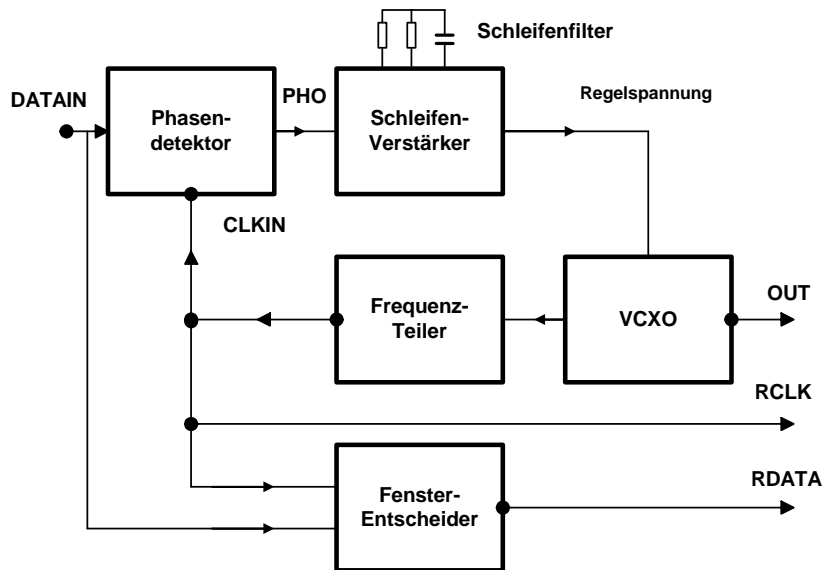 Schleifenfilter
DATAIN
Phasen-
detektor
PHO
Schleifen-
Verstärker
Regelspannung
CLKIN
Frequenz-
Teiler
VCXO
OUT
RCLK
Fenster-
Entscheider
RDATA